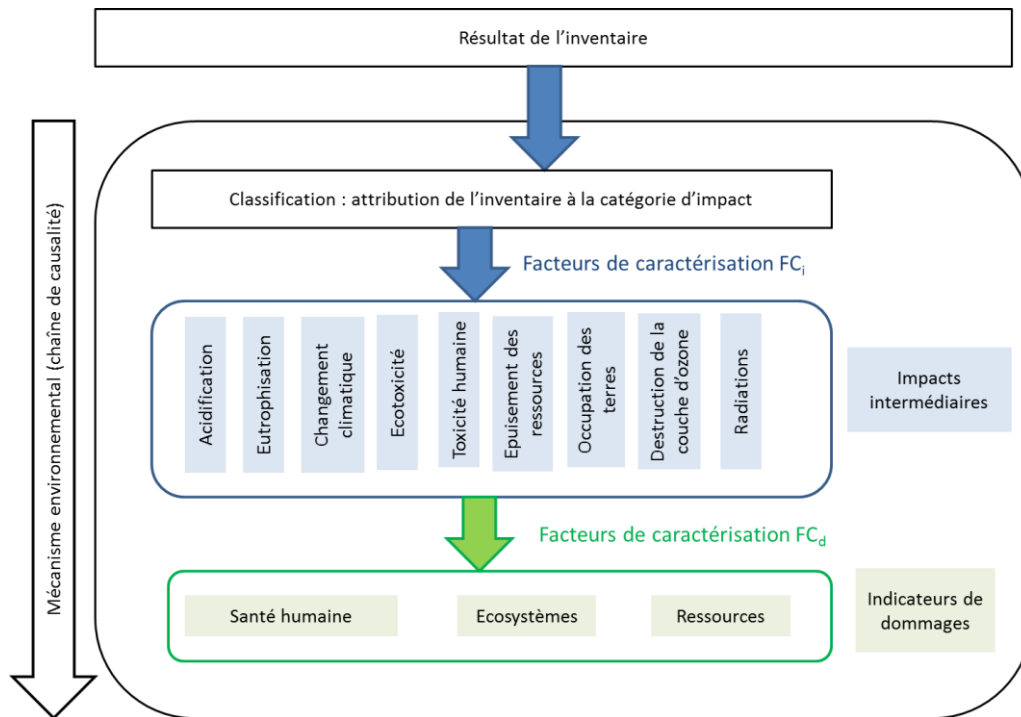 Résultat de l’inventaire
Mécanisme environnemental (chaîne de causalité)
Classification : attribution de l’inventaire à la catégorie d’impact
Facteurs de caractérisation FCi
Acidification
Eutrophisation
Changement
climatique
Ecotoxicité
Toxicité humaine
Epuisement des
ressources
Occupation des
terres
Destruction de la
couche d’ozone
Radiations
Impacts
intermédiaires
Facteurs de caractérisation FCd
Santé humaine
Ecosystèmes
Ressources
Indicateurs de
dommages